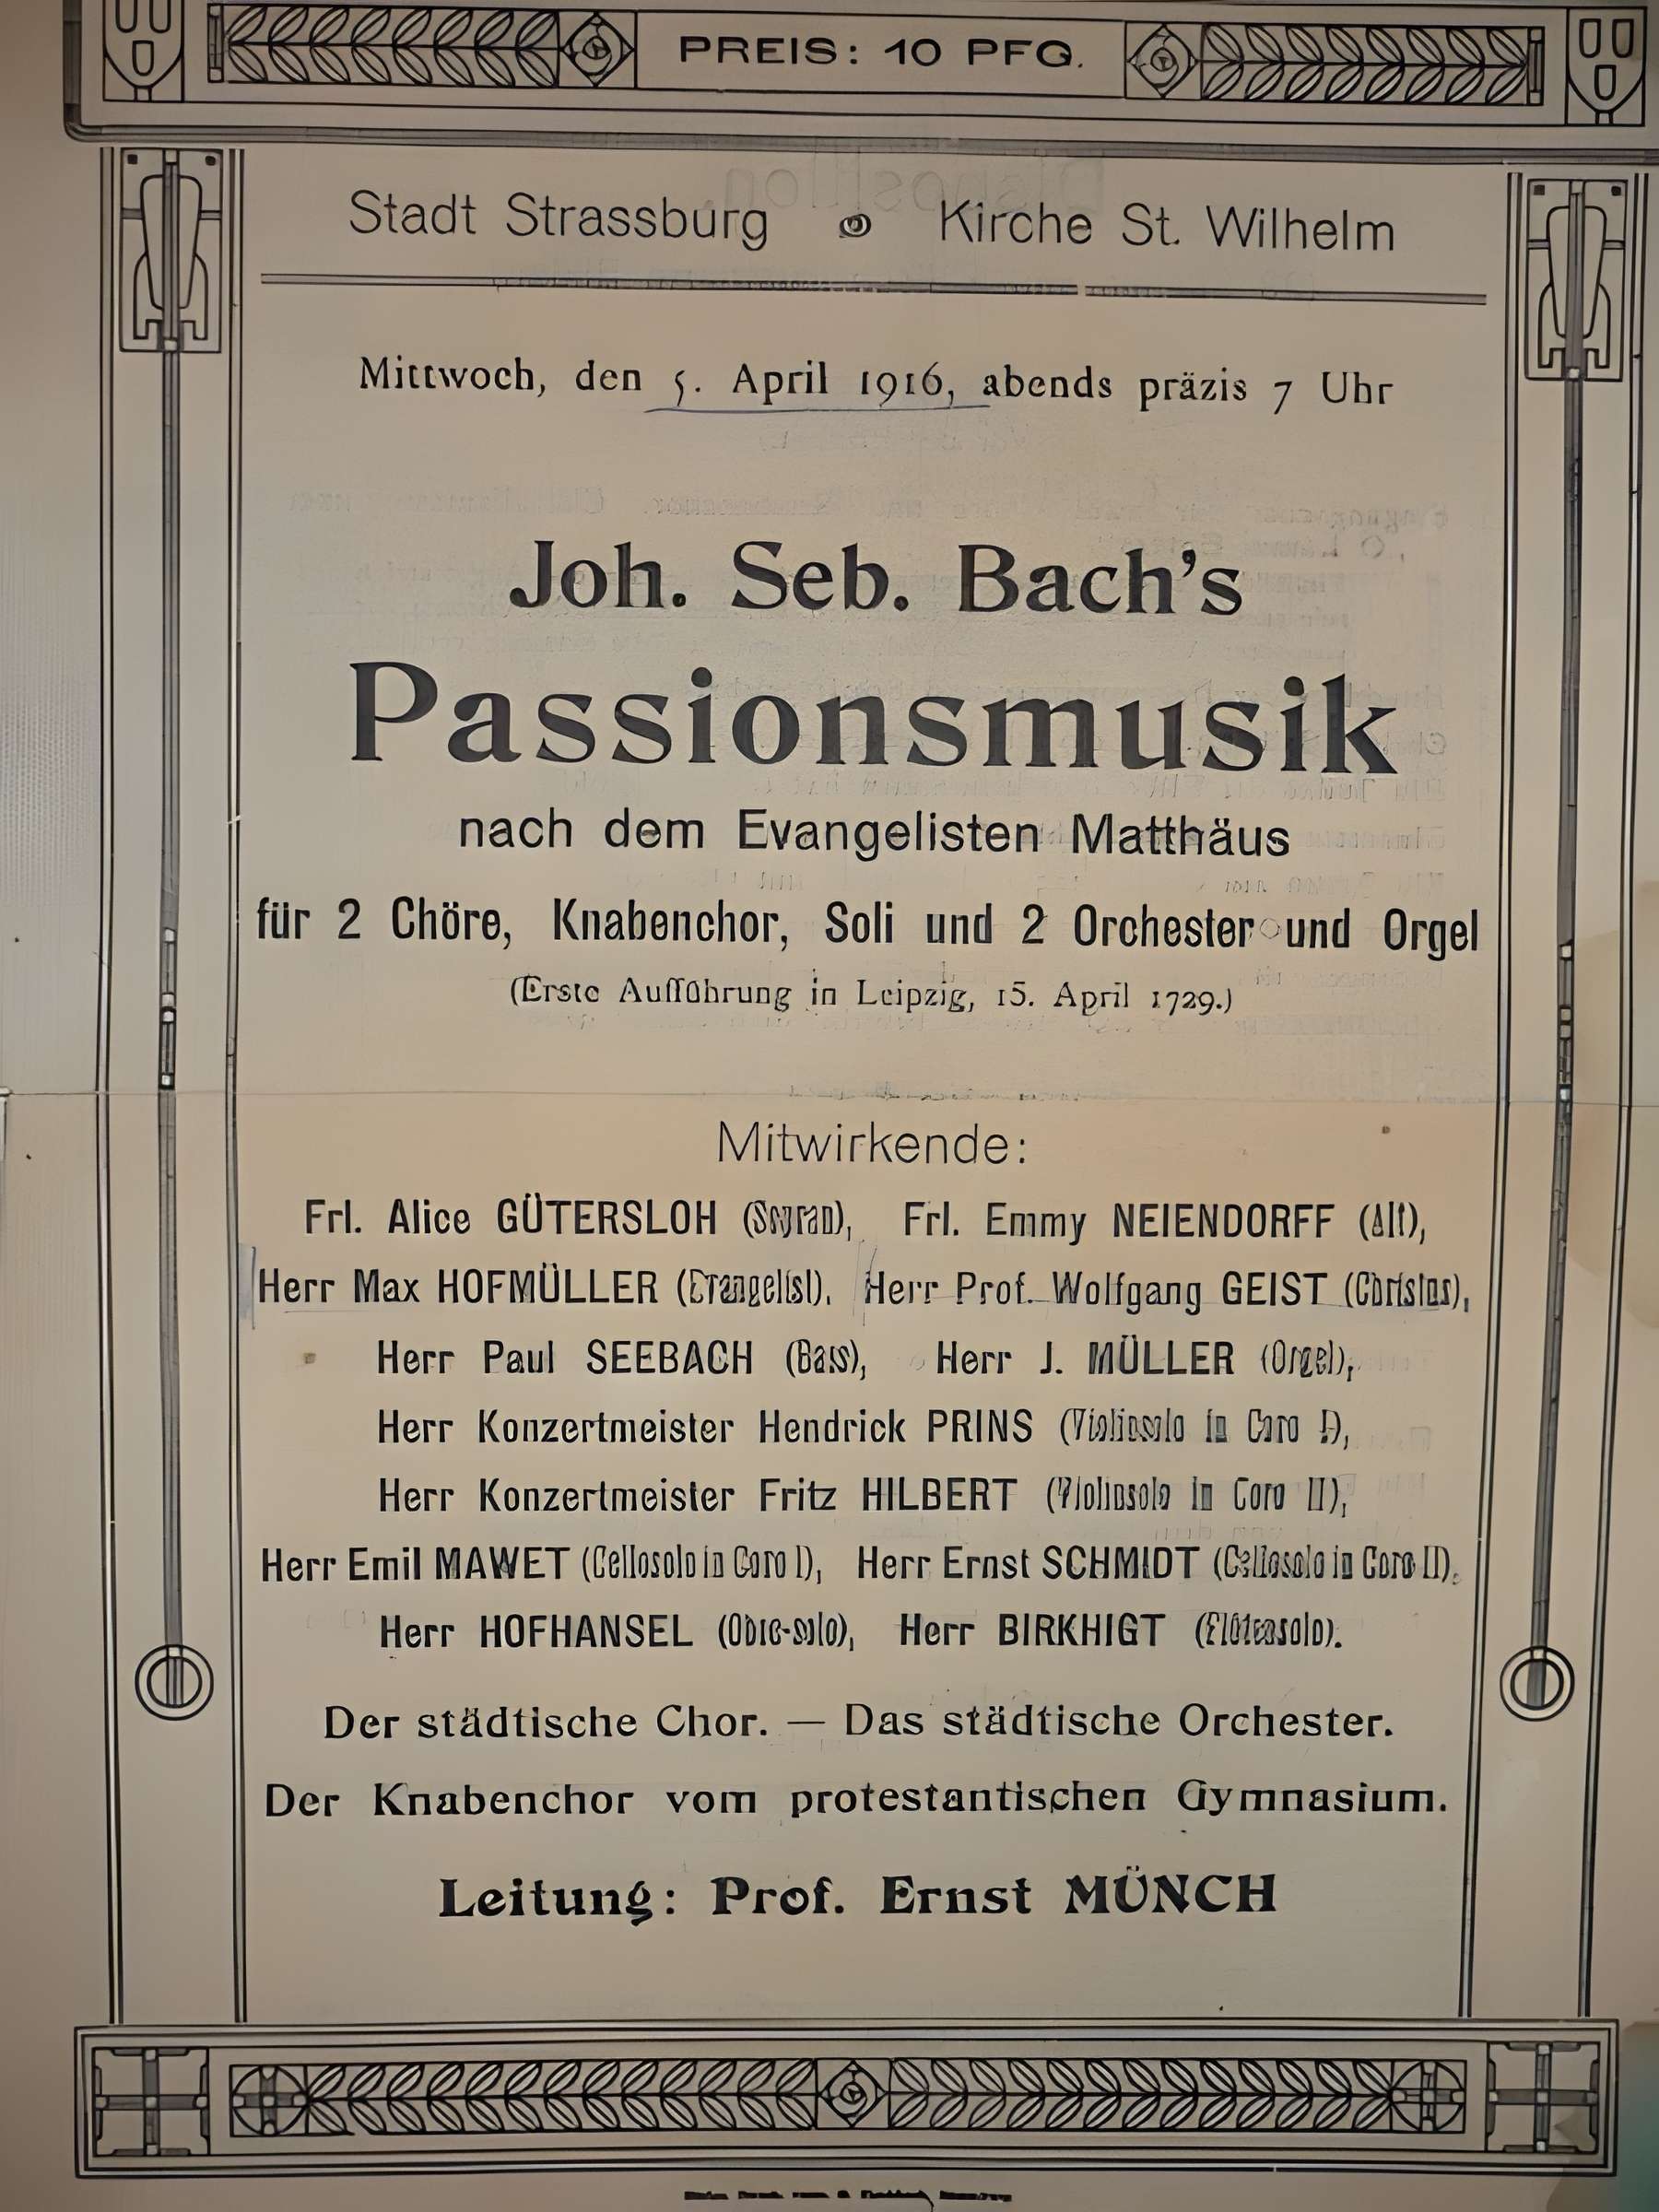 PREIS: 10 PFG.
Stadt Strassburg Kirche St. Wilhelm
Mittwoch, den 5. April 1916, abends präzis 7 Uhr
Joh. Seb. Bach's
Passionsmusik
nach dem Evangelisten Matthäus
für 2 Chöre, Knabenchor, Soli und 2 Orchester und Orgel
(Erste Aufführung in Leipzig, 15. April 1729.)
Mitwirkende:
Frl. Alice GÜTERSLOH (Sopran), Frl. Emmy NEIENDORFF (Alt),
Herr Max HOFMÜLLER (Evangelist), Herr Prof. Wolfgang GEIST (Christus),
Herr Paul SEEBACH (Bass), Herr J. MÜLLER (Orgel),
Herr Konzertmeister Hendrick PRINS (Violinsolo in Coro I),
Herr Konzertmeister Fritz HILBERT (Violinsolo in Coro II),
Herr Emil MAWET (Cellosolo in Coro I), Herr Ernst SCHMIDT (Cellosolo in Coro II),
Herr HOFHANSEL (Oboe-solo), Herr BIRKHIGT (Flötensolo).
Der städtische Chor. — Das städtische Orchester.
Der Knabenchor vom protestantischen Gymnasium.
Leitung: Prof. Ernst MÜNCH